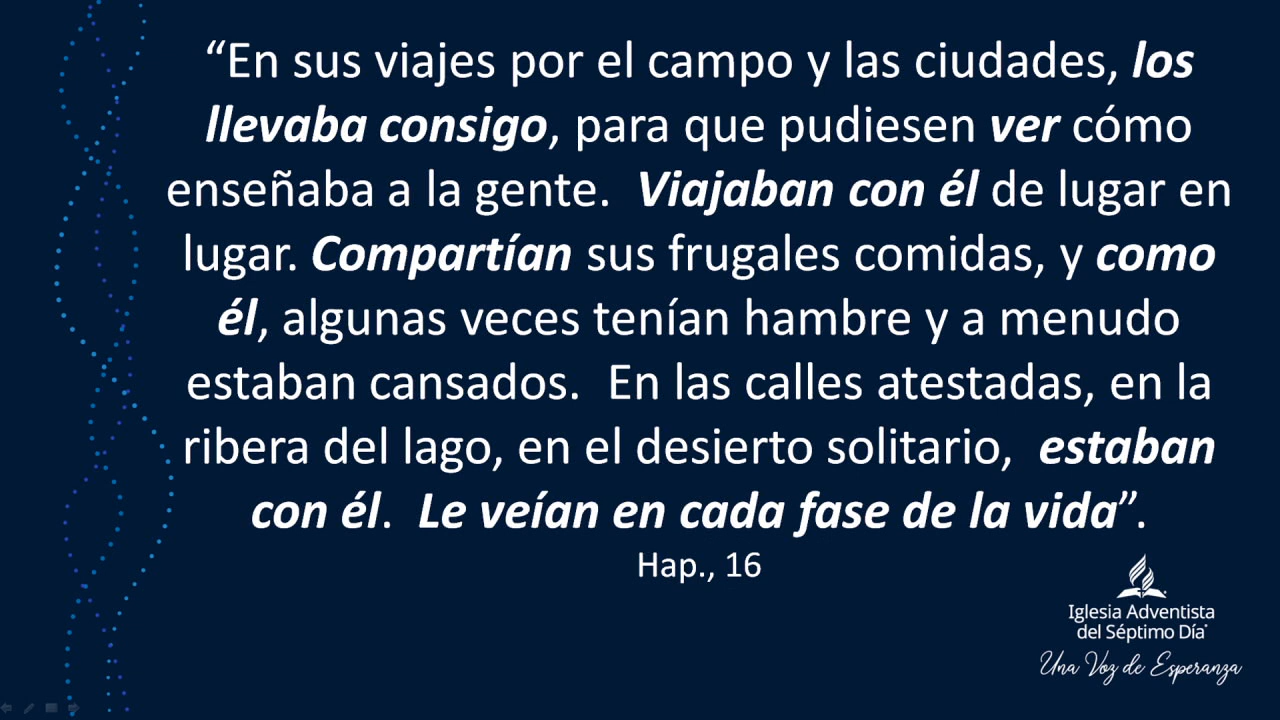 “En sus viajes por el campo y las ciudades, los
llevaba consigo, para que pudiesen ver cómo
enseñaba a la gente.  Viajaban con él de lugar en
lugar. Compartían sus frugales comidas, y como
él, algunas veces tenían hambre y a menudo
estaban cansados.  En las calles atestadas, en la
ribera del lago, en el desierto solitario,  estaban
con él.  Le veían en cada fase de la vida”.
Hap., 16
Iglesia Adventista
del Séptimo Día
Una Voz de Esperanza